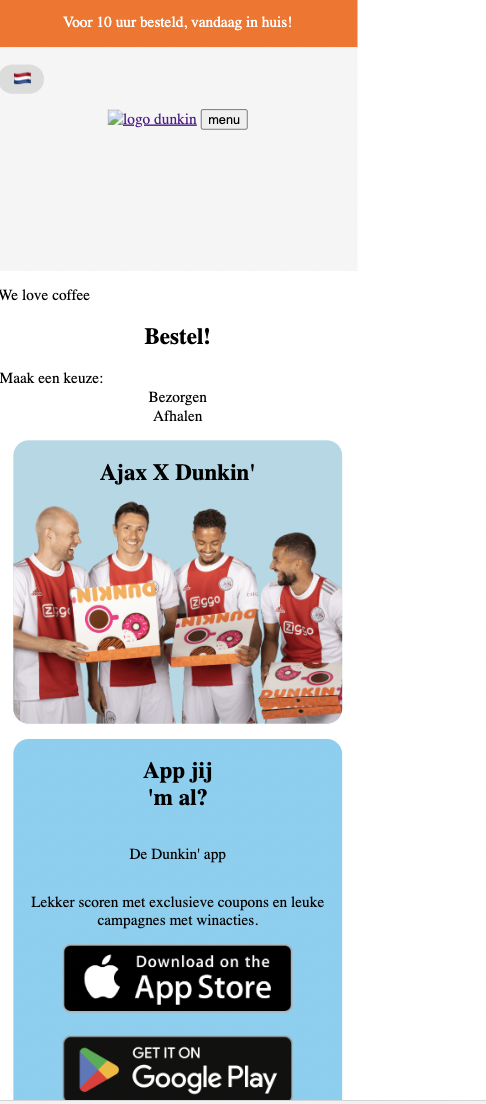 Voor 10 uur besteld, vandaag in huis!
logo dunkin menu
We love coffee
Bestel!
Maak een keuze:
Bezorgen
Afhalen
Ajax X Dunkin'
DUNKIN'
DUNKIN'
Ziggo
Ziggo
DUNKIN'
App jij
'm al?
De Dunkin' app
Lekker scoren met exclusieve coupons en leuke
campagnes met winacties.
Download on the
App Store
GET IT ON
Google Play